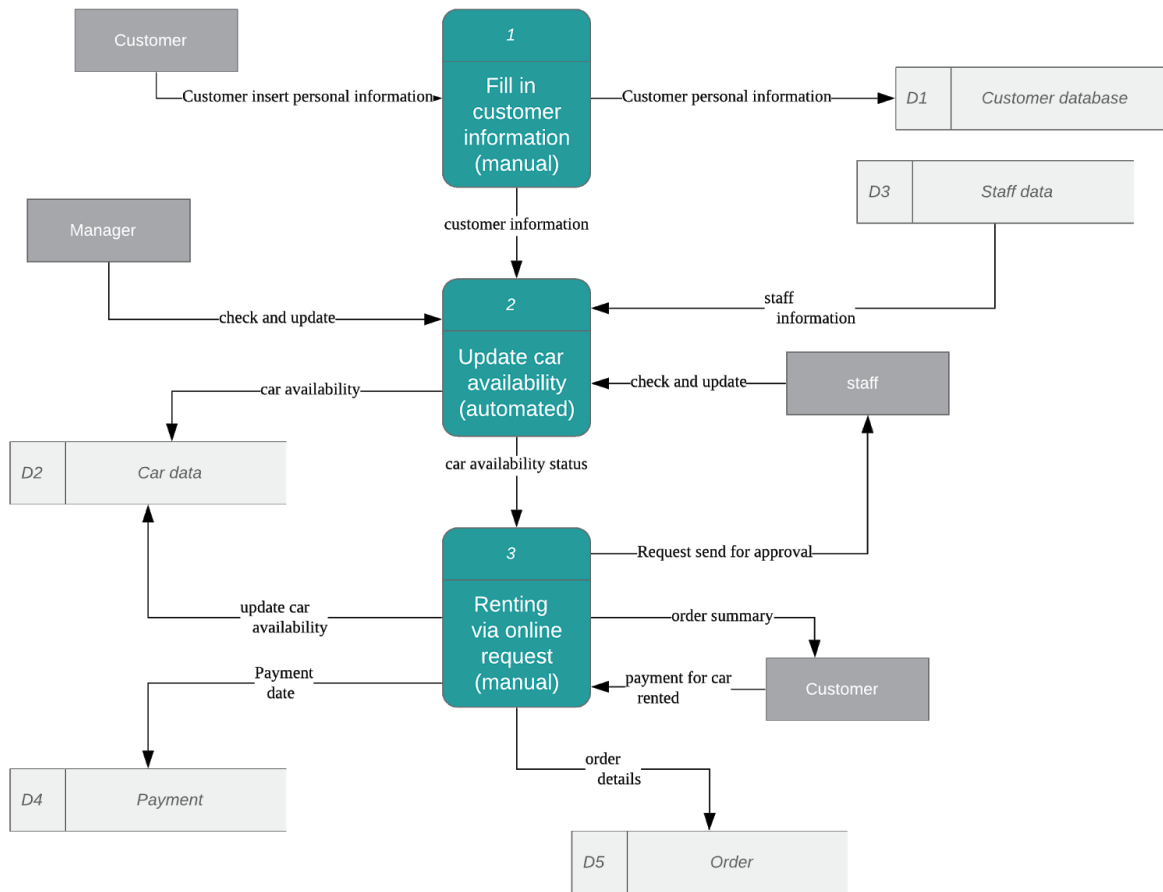 Customer
1
Fill in
customer
information
(manual)
Customer insert personal information
Customer personal information
D1
Customer database
D3
Staff data
Manager
customer information
2
Update car
availability
(automated)
check and update
staff
information
check and update
staff
car availability
D2
Car data
car availability status
3
Renting
via online
request
(manual)
Request send for approval
update car
availability
order summary
Payment
date
payment for car
rented
Customer
order
details
D4
Payment
D5
Order